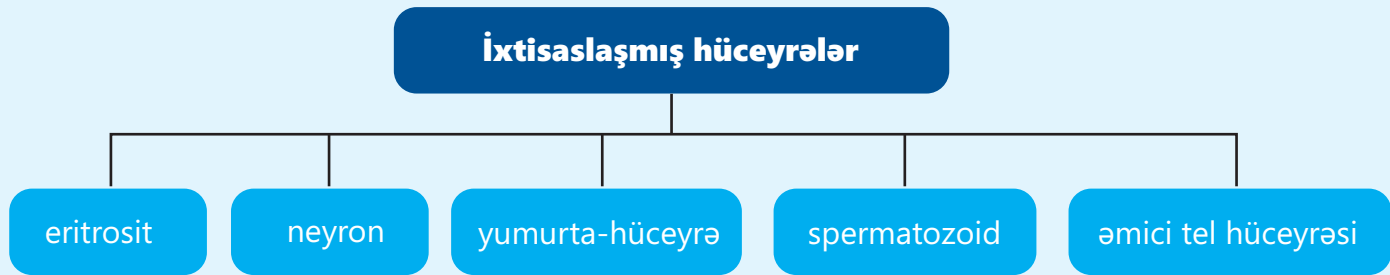 İxtisaslaşmış hüceyrələr
eritrosit
neyron
yumurta-hüceyrə
spermatozoid
əmici tel hüceyrəsi